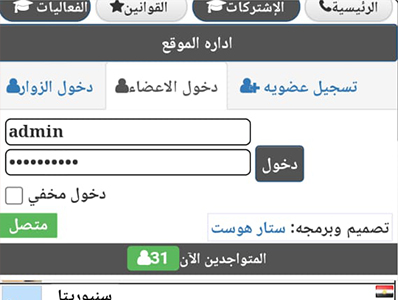 الرئيسية الإشتركات القوانين الفعاليات
اداره الموقع
تسجيل عضويه دخول الاعضاء دخول الزوار
admin
•••••••••• دخول
دخول مخفي
تصميم وبرمجه: ستار هوست متصل
المتواجدين الآن 31
سنيوريتا